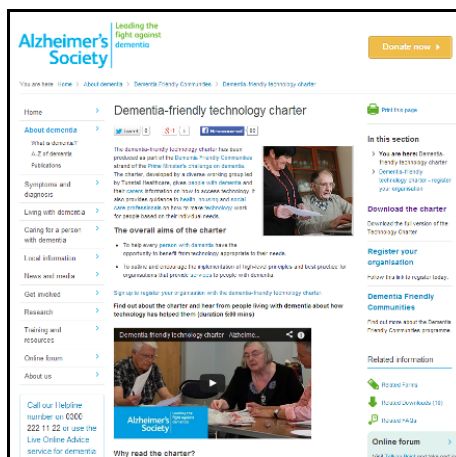 Alzheimer's Society
Leading the
fight against
dementia
Donate now
You are here: Home > About dementia > Dementia Friendly Communities > Dementia-friendly technology charter
Home
About dementia
What is dementia?
A-Z of dementia
Publications
Symptoms and
diagnosis
Living with dementia
Caring for a person
with dementia
Local information
News and media
Get involved
Research
Training and
resources
Online forum
About us
Call our Helpline
number on 0300
222 11 22 or use the
Live Online Advice
service for dementia
Dementia-friendly technology charter
The dementia-friendly technology charter has been
produced as part of the Dementia Friendly Communities
strand of the Prime Minister's challenge on dementia.
The charter, developed by a diverse working group led
by Tunstall Healthcare, gives people with dementia and
their carers information on how to access technology. It
also provides guidance to health, housing and social
care professionals on how to make technology work
for people based on their individual needs.
The overall aims of the charter
To help every person with dementia have the
opportunity to benefit from technology appropriate to their needs.
To outline and encourage the implementation of high-level principles and best practice for
organisations that provide services to people with dementia.
Sign up to register your organisation with the dementia-friendly technology charter
Find out about the charter and hear from people living with dementia about how
technology has helped them (duration
mins)
Dementia friendly technology charter - Alzheime...
Alzheimer's
Society
Leading the
fight against
dementia
Why read the charter?
Print this page
In this section
You are here: Dementia-
friendly technology charter
Dementia-
friendly technology charter - register
your organisation
Download the charter
Download the full version of the
Technology Charter
Register your
organisation
Follow this link to register today.
Dementia Friendly
Communities
Find out more about the Dementia
Friendly Communities programme
Related information
Related Forms
Related Downloads (10)
Related FAQs
Online forum